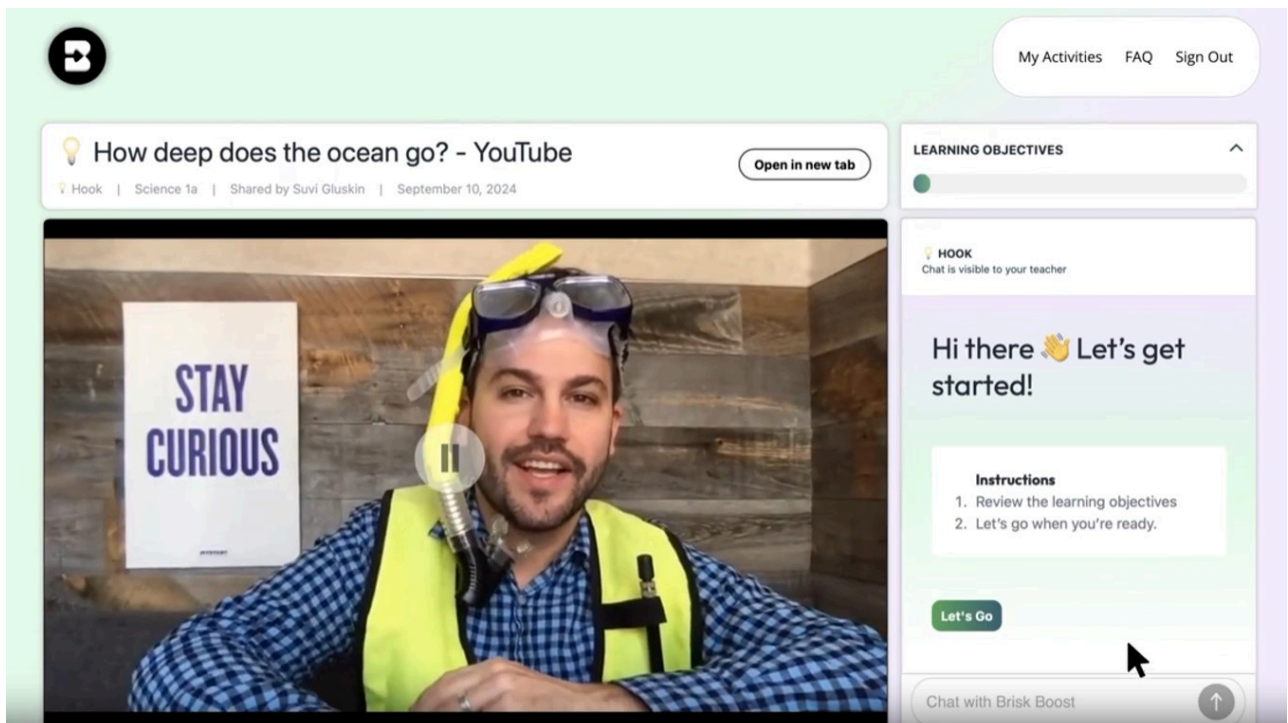 B
My Activities FAQ Sign Out
💡 How deep does the ocean go? - YouTube
Open in new tab
💡 Hook | Science 1a | Shared by Suvi Gluskin | September 10, 2024
LEARNING OBJECTIVES
STAY
CURIOUS
💡 HOOK
Chat is visible to your teacher
Hi there 👋 Let's get
started!
Instructions
1. Review the learning objectives
2. Let's go when you're ready.
Let's Go
Chat with Brisk Boost